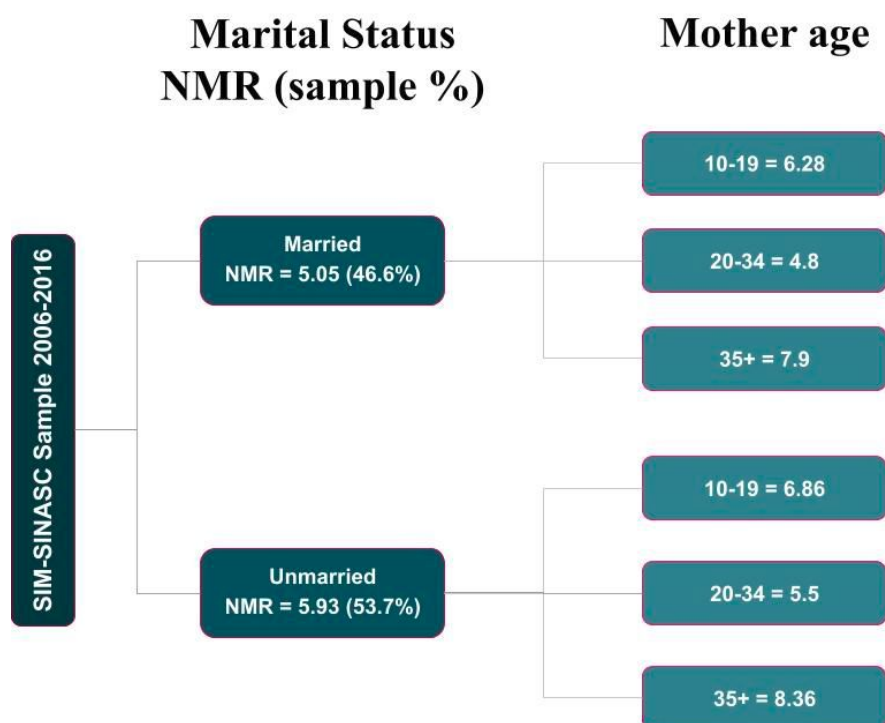 Marital Status
NMR (sample %)
Mother age
SIM-SINASC Sample 2006-2016
Married
NMR = 5.05 (46.6%)
10-19 = 6.28
20-34 = 4.8
35+ = 7.9
Unmarried
NMR = 5.93 (53.7%)
10-19 = 6.86
20-34 = 5.5
35+ = 8.36